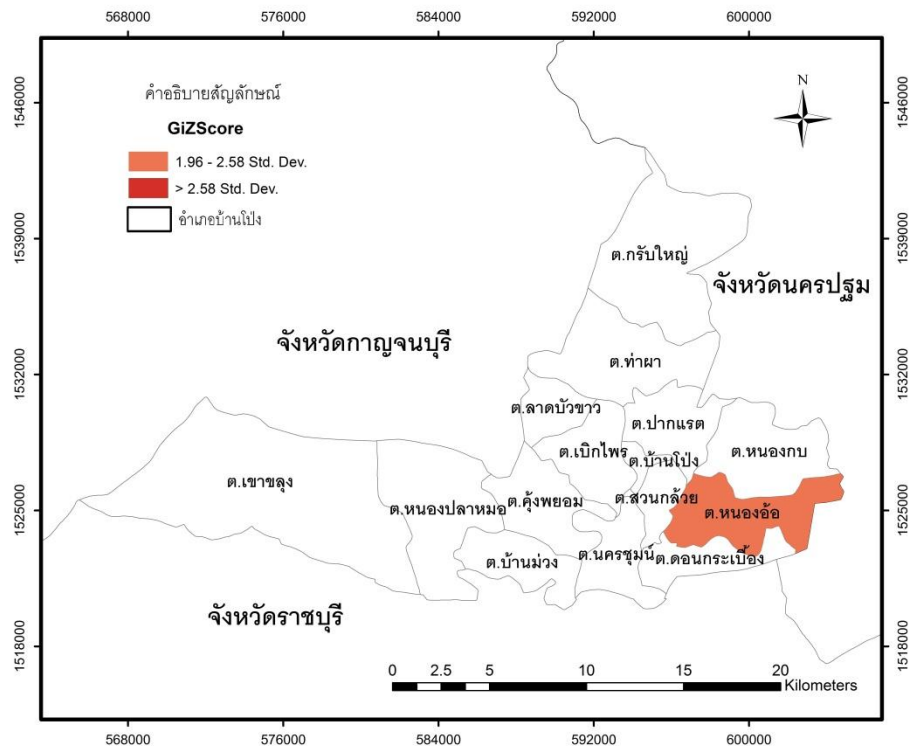 568000 576000 584000 592000 600000
1546000
1539000
1532000
1525000
1518000
คำอธิบายสัญลักษณ์
GiZScore
1.96 - 2.58 Std. Dev.
> 2.58 Std. Dev.
อำเภอบ้านโป่ง
N
1546000
1539000
1532000
1525000
1518000
ต.กรับใหญ่
จังหวัดนครปฐม
จังหวัดกาญจนบุรี
ต.ท่าผา
ต.ลาดบัวขาว
ต.ปากแรต
ต.เบิกไพร
ต.บ้านโป่ง
ต.หนองกบ
ต.เขาขลุง
ต.หนองปลาหมอ
ต.คุ้งพยอม
ต.สวนกล้วย
ต.หนองอ้อ
ต.บ้านม่วง
ต.นครชุมน์
ต.ดอนกระเบื้อง
จังหวัดราชบุรี
0 2.5 5 10 15 20
Kilometers
568000 576000 584000 592000 600000